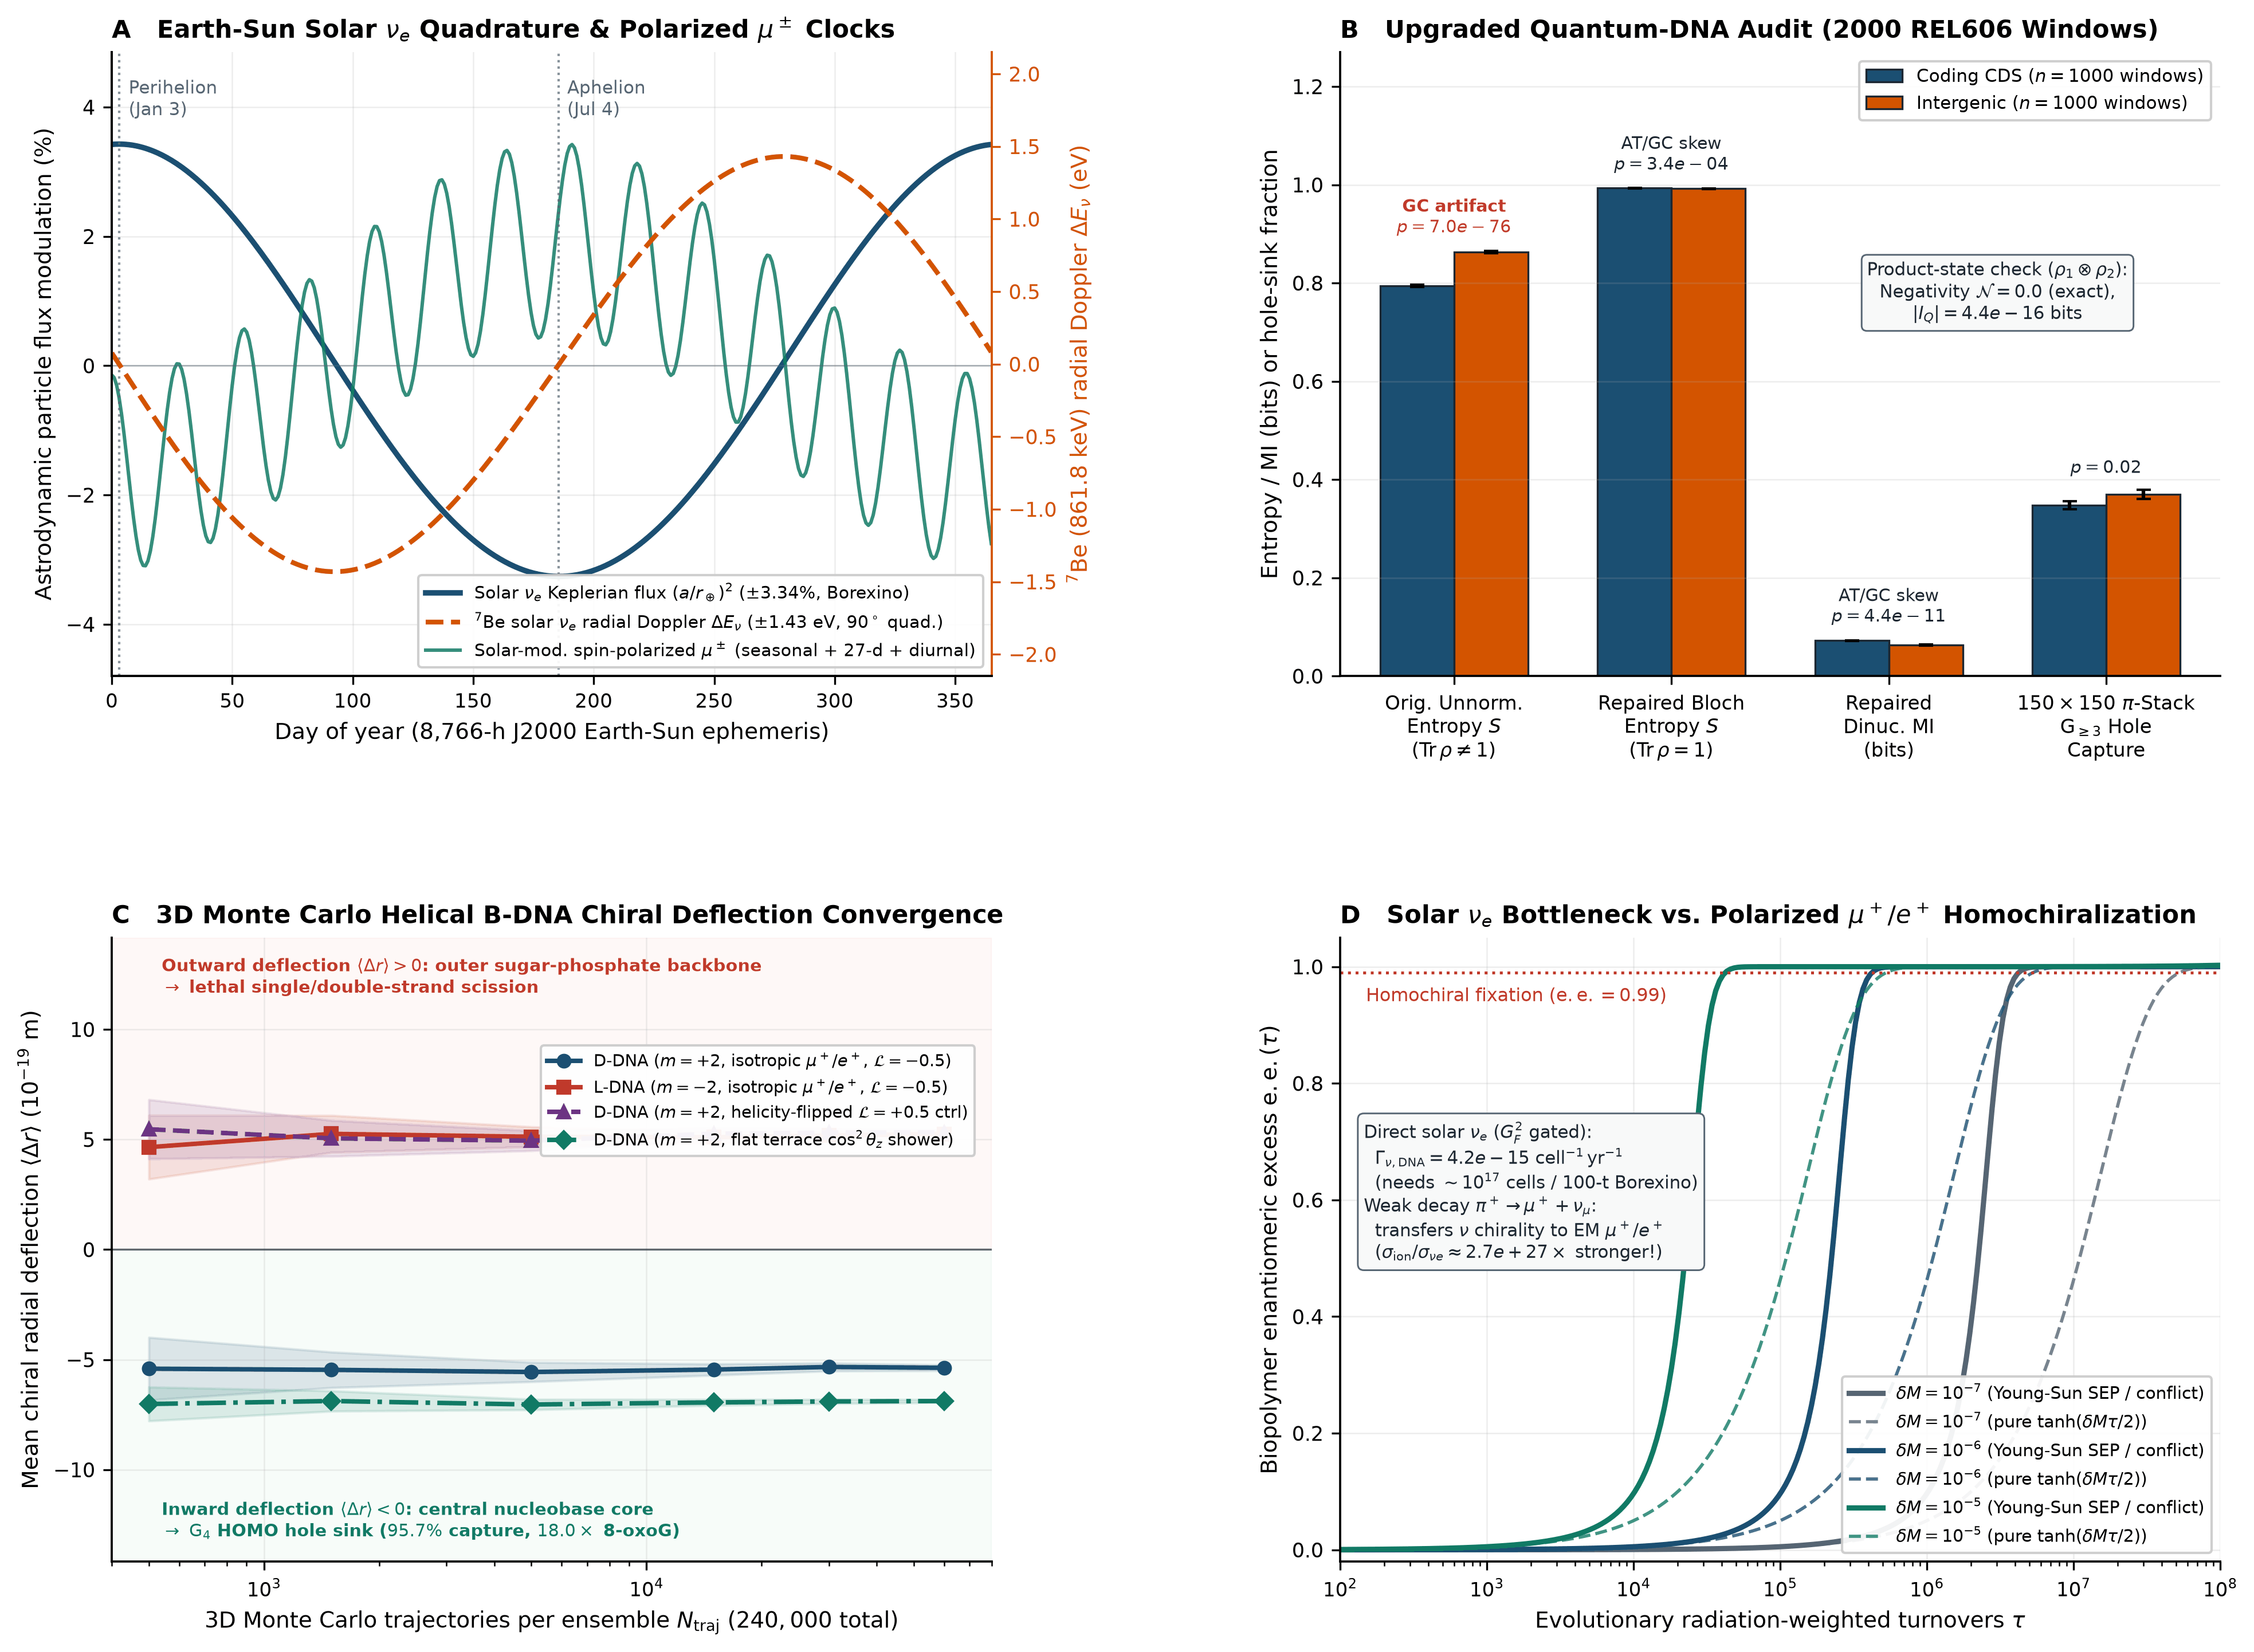 A Earth-Sun Solar νₑ Quadrature & Polarized μ± Clocks
Perihelion
(Jan 3)
Aphelion
(Jul 4)
4
2
0
−2
−4
Astrodynamic particle flux modulation (%)
2.0
1.5
1.0
0.5
0.0
−0.5
−1.0
−1.5
−2.0
⁷Be (861.8 keV) radial Doppler ΔE_ν (eV)
Solar νₑ Keplerian flux (a/r⊕)² (±3.34%, Borexino)
⁷Be solar νₑ radial Doppler ΔE_ν (±1.43 eV, 90° quad.)
Solar-mod. spin-polarized μ± (seasonal + 27-d + diurnal)
0 50 100 150 200 250 300 350
Day of year (8,766-h J2000 Earth-Sun ephemeris)
B Upgraded Quantum-DNA Audit (2000 REL606 Windows)
Coding CDS (n = 1000 windows)
Intergenic (n = 1000 windows)
1.2
1.0
0.8
0.6
0.4
0.2
0.0
Entropy / MI (bits) or hole-sink fraction
GC artifact
p = 7.0e − 76
AT/GC skew
p = 3.4e − 04
Product-state check (ρ₁ ⊗ ρ₂):
Negativity 𝒩 = 0.0 (exact),
|I_Q| = 4.4e − 16 bits
AT/GC skew
p = 4.4e − 11
p = 0.02
Orig. Unnorm.
Entropy S
(Tr ρ ≠ 1)
Repaired Bloch
Entropy S
(Tr ρ = 1)
Repaired
Dinuc. MI
(bits)
150 × 150 π-Stack
G≥3 Hole
Capture
C 3D Monte Carlo Helical B-DNA Chiral Deflection Convergence
Outward deflection ⟨Δr⟩ > 0: outer sugar-phosphate backbone
→ lethal single/double-strand scission
10
5
0
−5
−10
Mean chiral radial deflection ⟨Δr⟩ (10⁻¹⁹ m)
D-DNA (m = +2, isotropic μ⁺/e⁺, ℒ = −0.5)
L-DNA (m = −2, isotropic μ⁺/e⁺, ℒ = −0.5)
D-DNA (m = +2, helicity-flipped ℒ = +0.5 ctrl)
D-DNA (m = +2, flat terrace cos² θ_z shower)
Inward deflection ⟨Δr⟩ < 0: central nucleobase core
→ G₄ HOMO hole sink (95.7% capture, 18.0 × 8-oxoG)
10³ 10⁴
3D Monte Carlo trajectories per ensemble N_traj (240,000 total)
D Solar νₑ Bottleneck vs. Polarized μ⁺/e⁺ Homochiralization
1.0
0.8
0.6
0.4
0.2
0.0
Biopolymer enantiomeric excess e. e. (τ)
Homochiral fixation (e. e. = 0.99)
Direct solar νₑ (G_F² gated):
Γ_ν,DNA = 4.2e − 15 cell⁻¹ yr⁻¹
(needs ~10¹⁷ cells / 100-t Borexino)
Weak decay π⁺ → μ⁺ + ν_μ:
transfers ν chirality to EM μ⁺/e⁺
(σ_ion/σ_νe ≈ 2.7e + 27 × stronger!)
δM = 10⁻⁷ (Young-Sun SEP / conflict)
δM = 10⁻⁷ (pure tanh(δMτ/2))
δM = 10⁻⁶ (Young-Sun SEP / conflict)
δM = 10⁻⁶ (pure tanh(δMτ/2))
δM = 10⁻⁵ (Young-Sun SEP / conflict)
δM = 10⁻⁵ (pure tanh(δMτ/2))
10² 10³ 10⁴ 10⁵ 10⁶ 10⁷ 10⁸
Evolutionary radiation-weighted turnovers τ